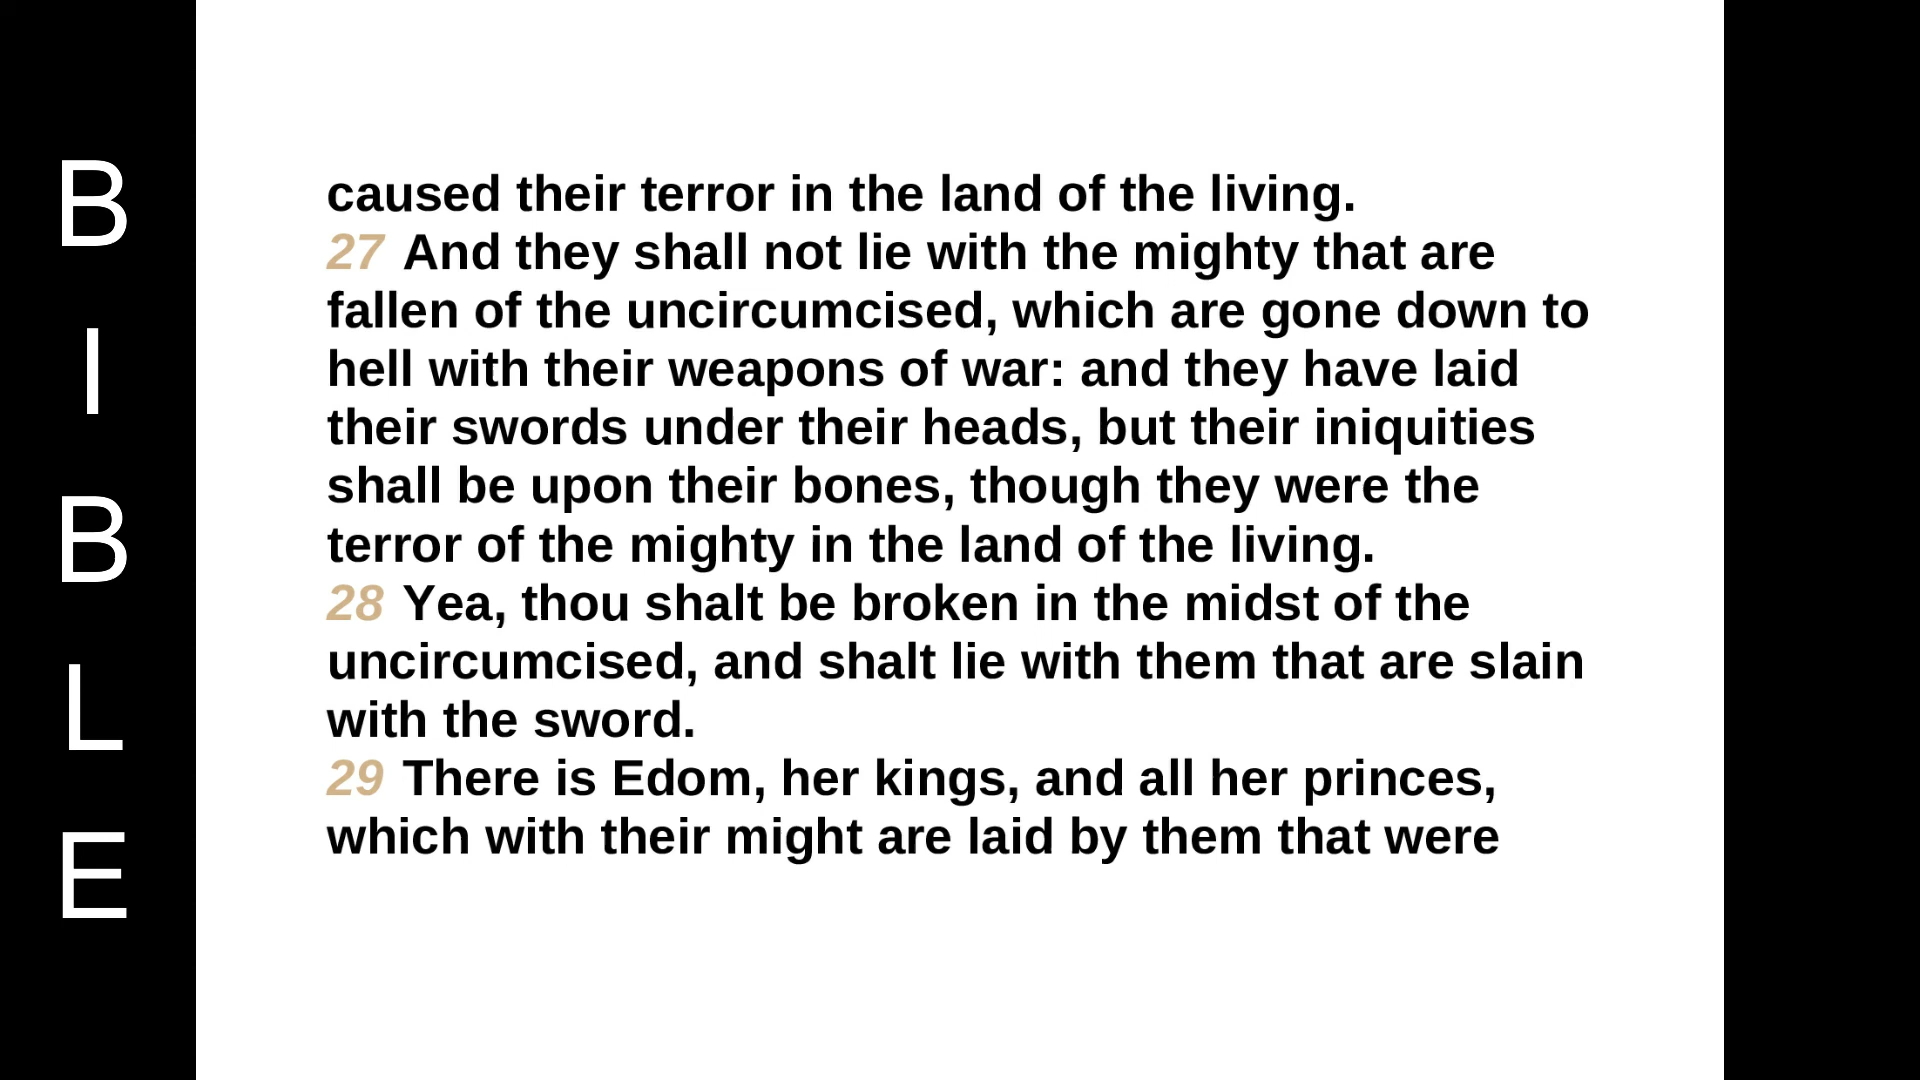 B
I
B
L
E
caused their terror in the land of the living.
27 And they shall not lie with the mighty that are
fallen of the uncircumcised, which are gone down to
hell with their weapons of war: and they have laid
their swords under their heads, but their iniquities
shall be upon their bones, though they were the
terror of the mighty in the land of the living.
28 Yea, thou shalt be broken in the midst of the
uncircumcised, and shalt lie with them that are slain
with the sword.
29 There is Edom, her kings, and all her princes,
which with their might are laid by them that were